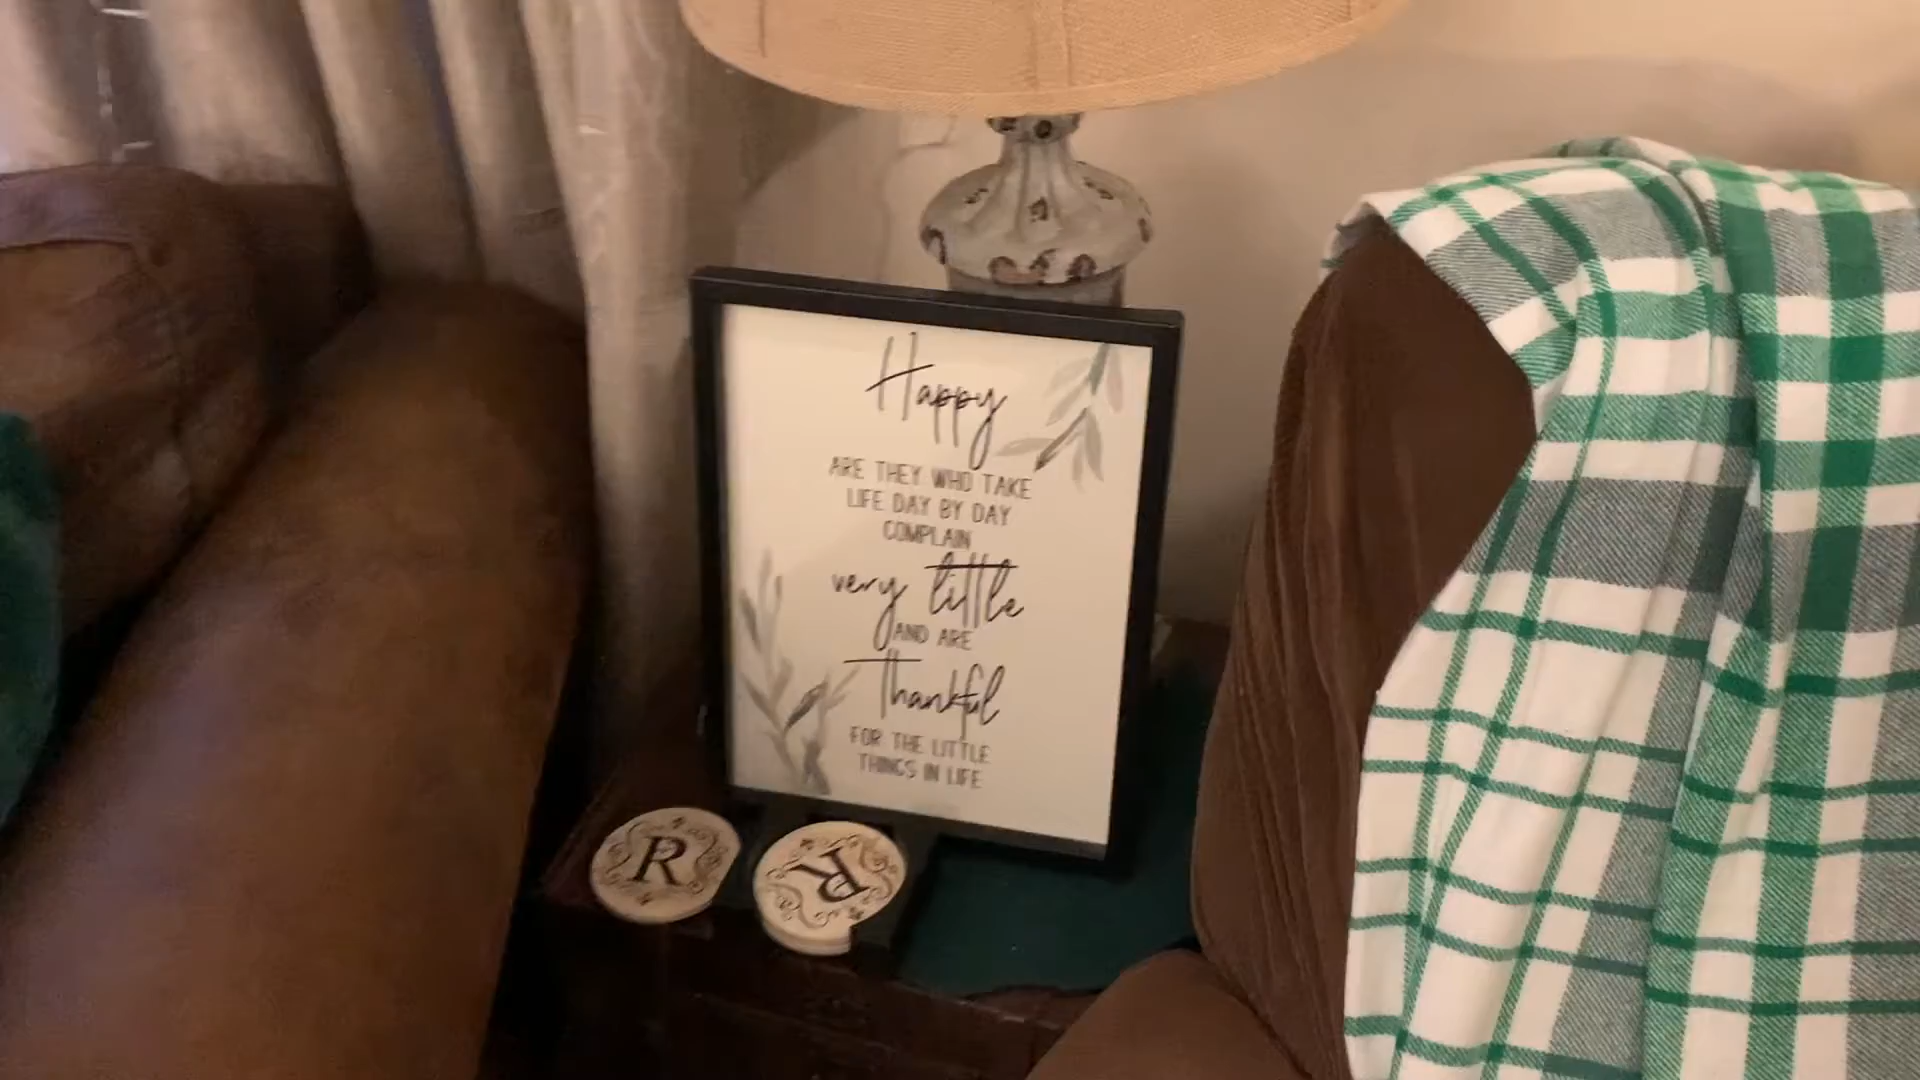 Happy
ARE THEY WHO TAKE
LIFE DAY BY DAY
COMPLAIN
very little
AND ARE
Thankful
FOR THE LITTLE
THINGS IN LIFE
R
R